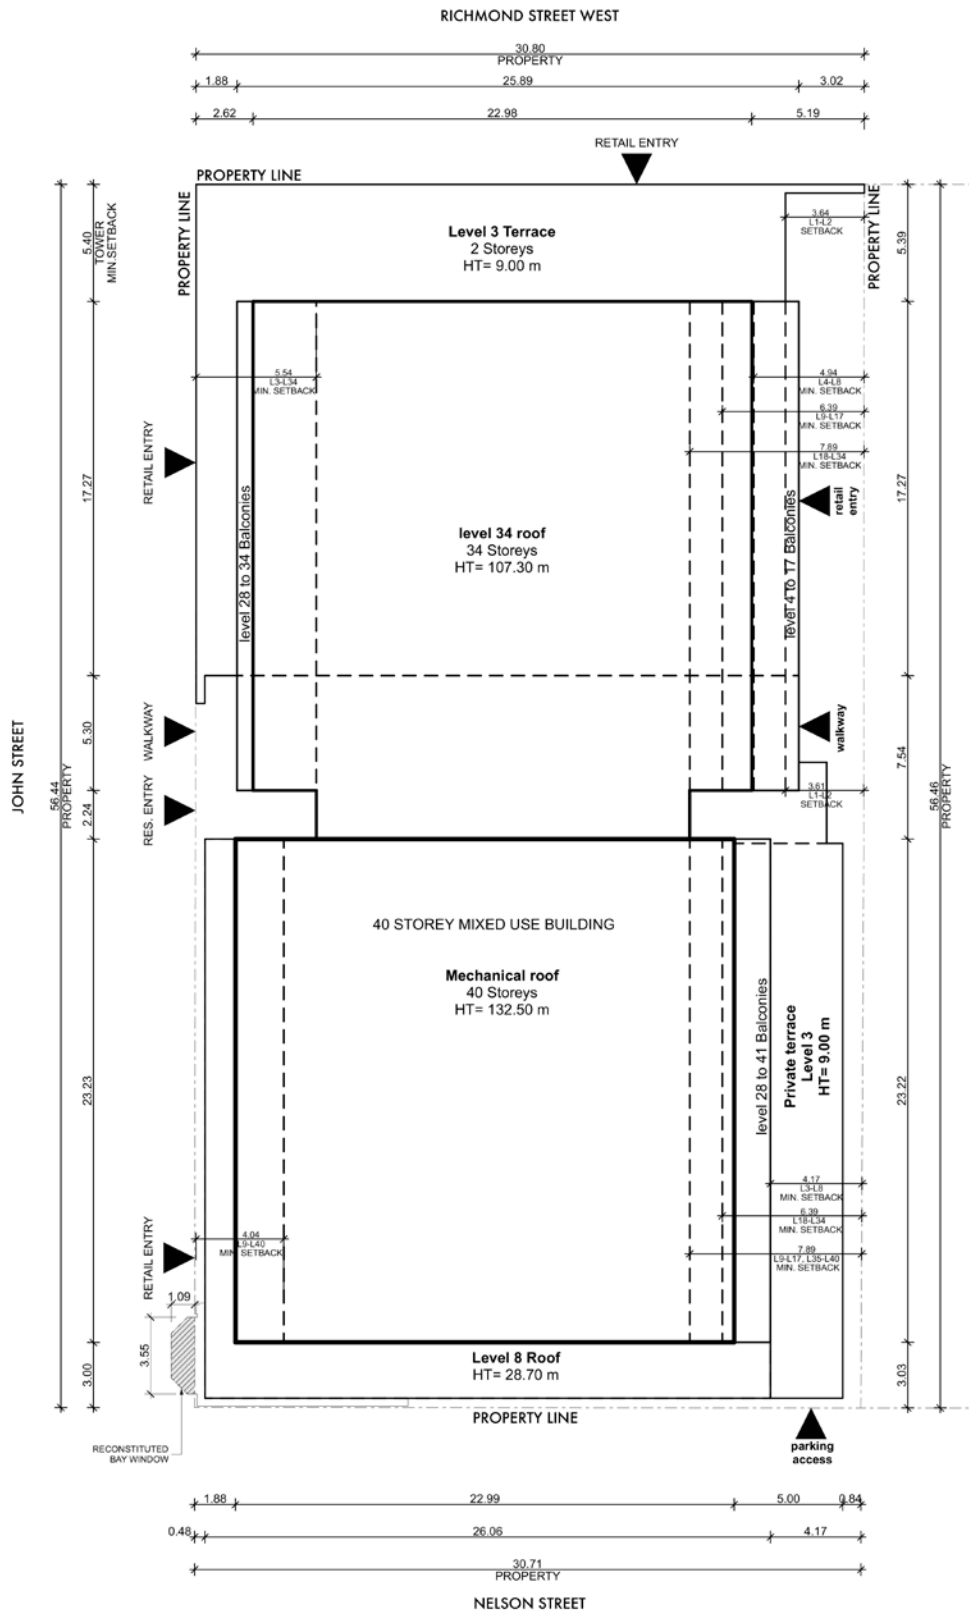 RICHMOND STREET WEST
30.80
PROPERTY
1.88
25.89
3.02
2.62
22.98
5.19
RETAIL ENTRY
PROPERTY LINE
PROPERTY LINE
PROPERTY LINE
5.40
TOWER
MIN.SETBACK
Level 3 Terrace
2 Storeys
HT= 9.00 m
3.64
L1-L2
SETBACK
5.39
5.54
L3-L34
MIN. SETBACK
4.94
L4-L8
MIN. SETBACK
6.39
L9-L17
MIN. SETBACK
7.89
L18-L34
MIN. SETBACK
RETAIL ENTRY
17.27
17.27
retail
entry
level 28 to 34 Balconies
level 4 to 17 Balconies
level 34 roof
34 Storeys
HT= 107.30 m
JOHN STREET
56.44
PROPERTY
5.30
WALKWAY
walkway
7.54
56.46
PROPERTY
2.24
RES. ENTRY
3.61
L1-L2
SETBACK
40 STOREY MIXED USE BUILDING
Mechanical roof
40 Storeys
HT= 132.50 m
level 28 to 41 Balconies
Private terrace
Level 3
HT= 9.00 m
23.23
23.22
4.17
L3-L8
MIN. SETBACK
6.39
L18-L34
MIN. SETBACK
7.89
L9-L17, L35-L40
MIN. SETBACK
4.04
L9-L40
MIN. SETBACK
RETAIL ENTRY
1.09
3.55
3.00
3.03
Level 8 Roof
HT= 28.70 m
PROPERTY LINE
RECONSTITUTED
BAY WINDOW
parking
access
1.88
22.99
5.00
0.84
0.48
26.06
4.17
30.71
PROPERTY
NELSON STREET